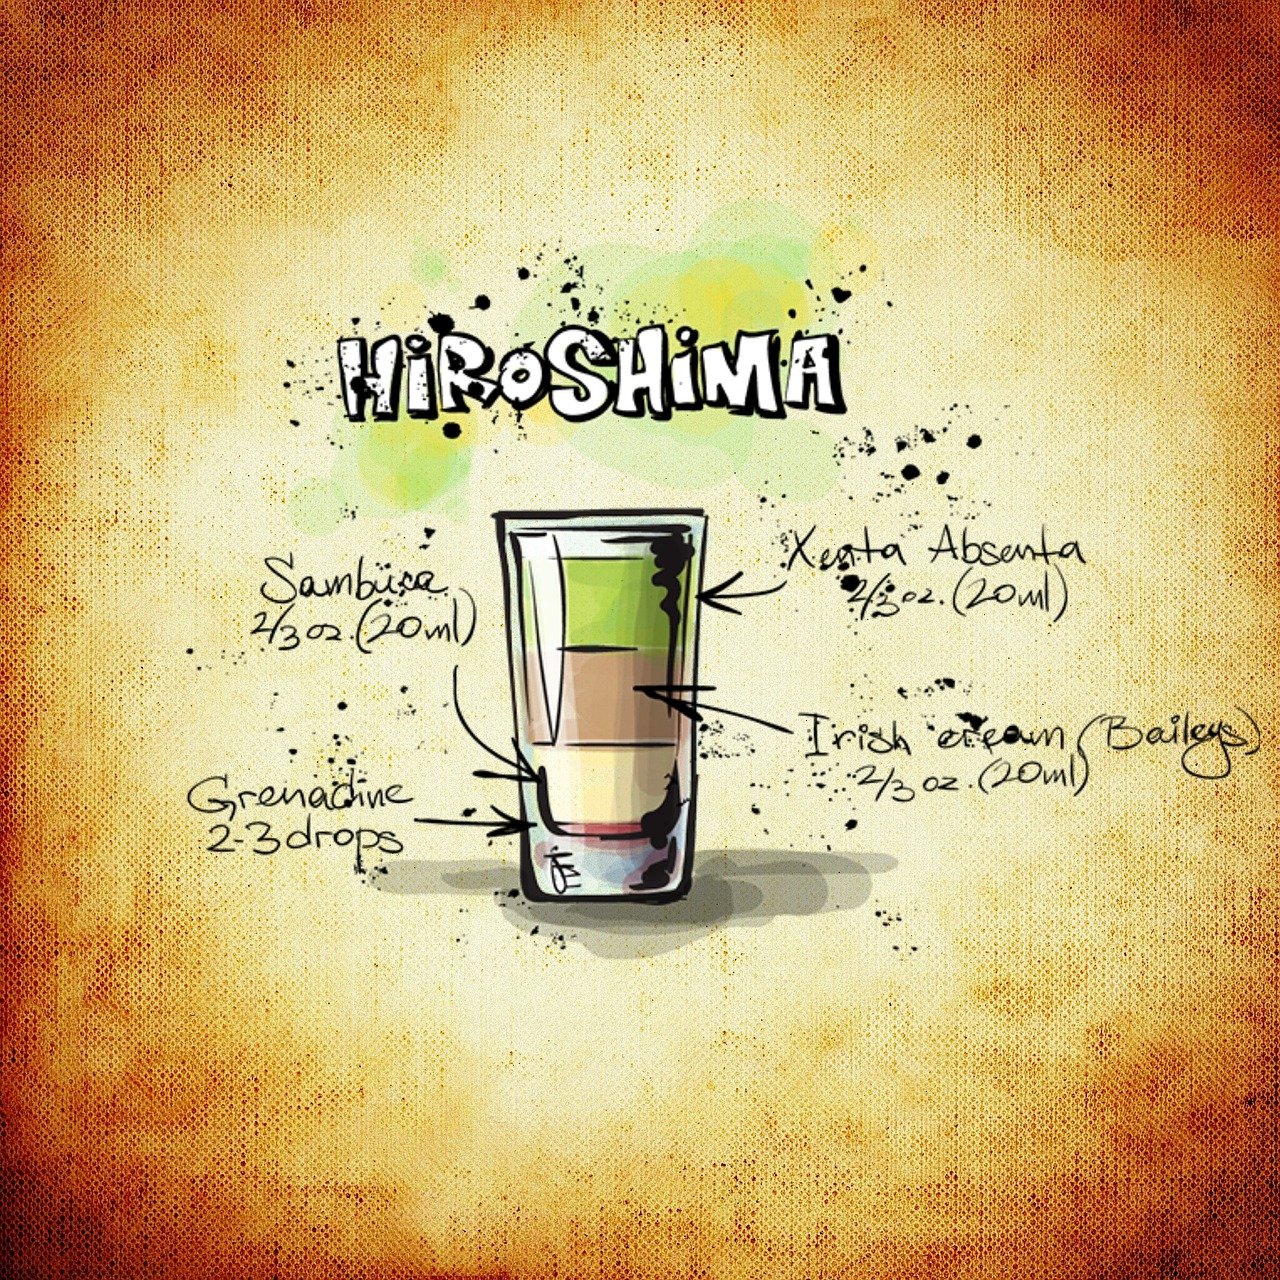 HiROSHiMA
Sambuca
2/3 oz. (20ml)
Xenta Absenta
2/3 oz. (20ml)
Irish cream (Baileys)
2/3 oz. (20ml)
Grenadine
2-3 drops